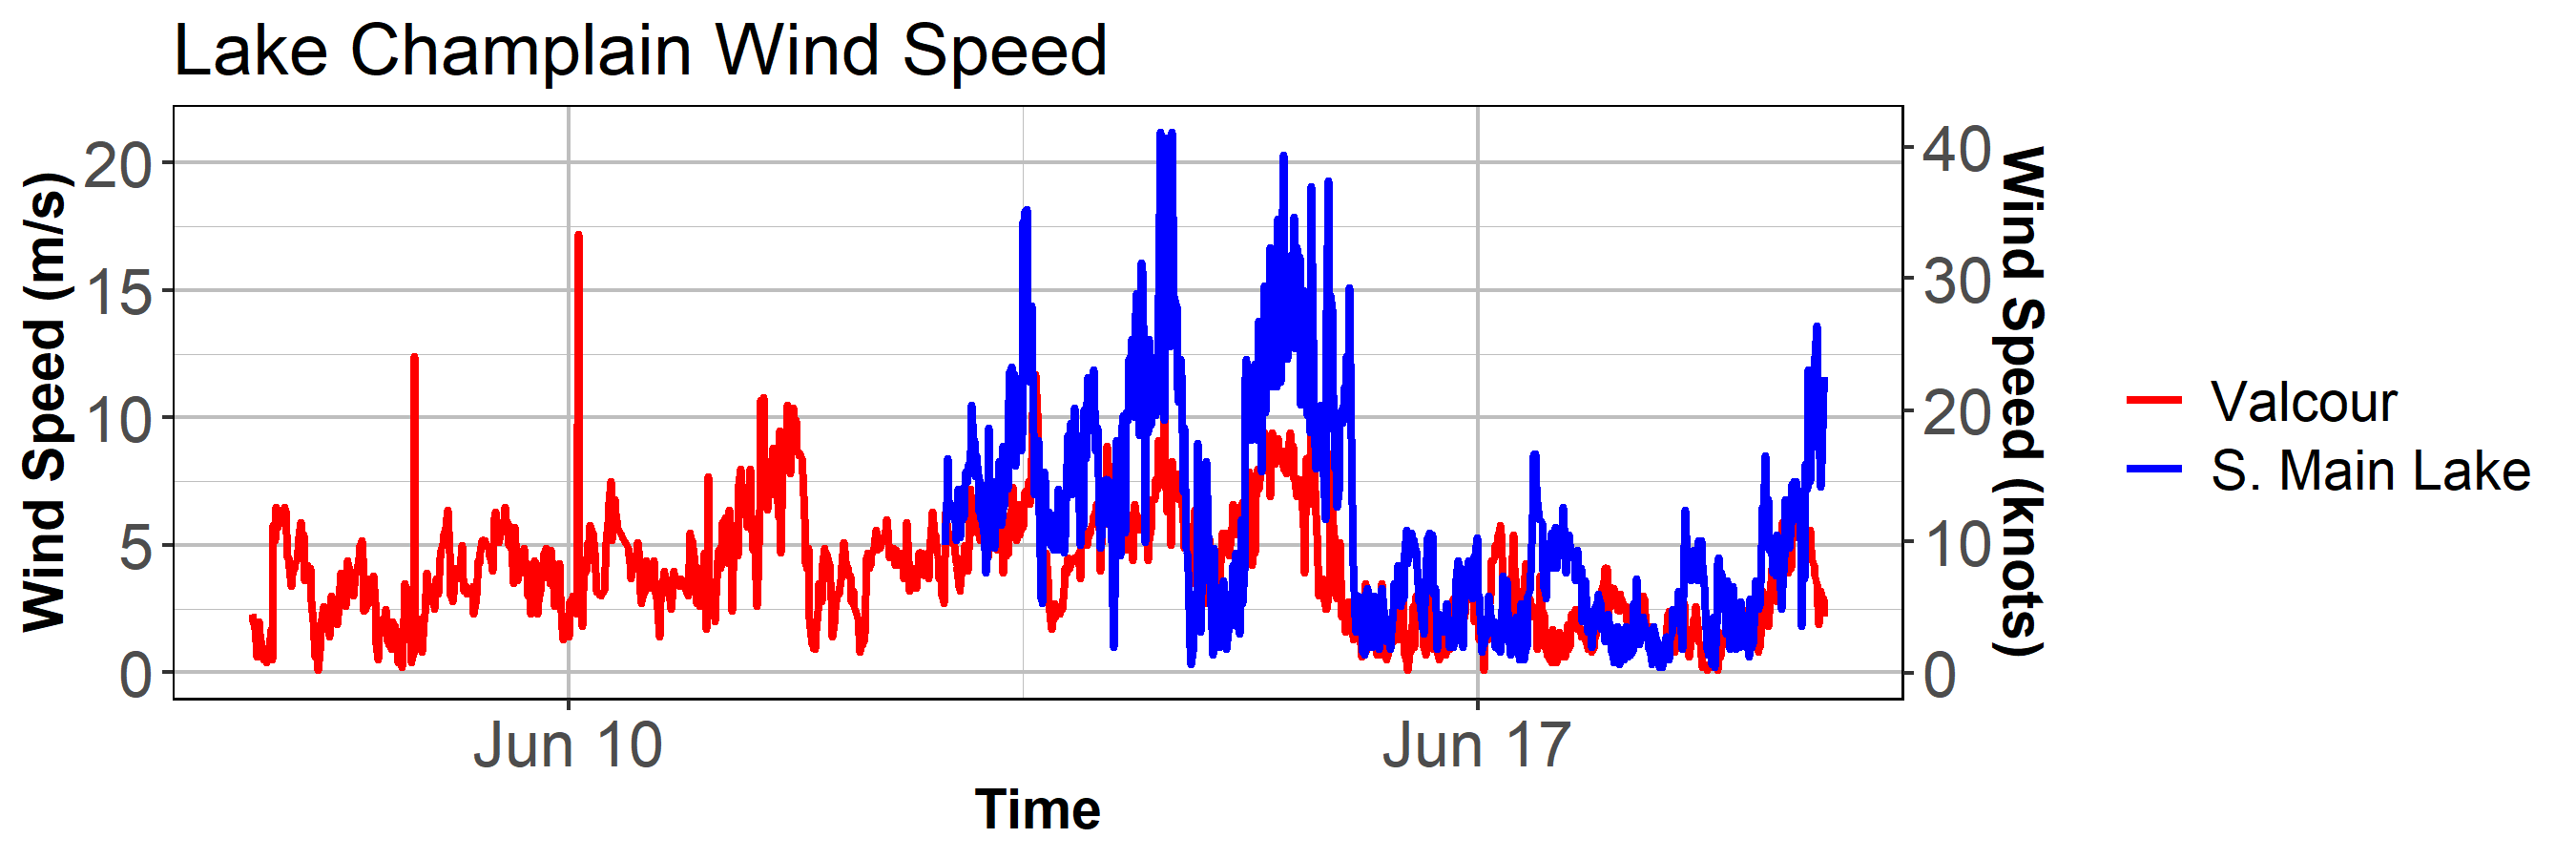 Lake Champlain Wind Speed
Wind Speed (m/s)
20
15
10
5
0
40
30
20
10
0
Wind Speed (knots)
Jun 10
Jun 17
Time
Valcour
S. Main Lake